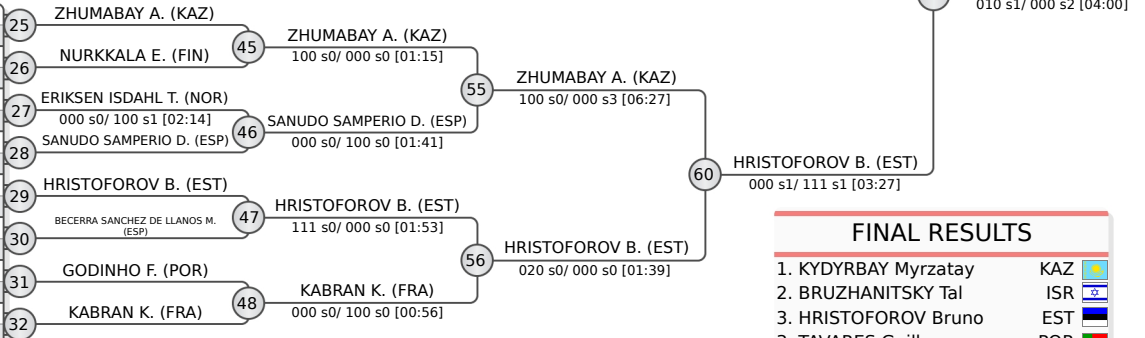 010 s1/ 000 s2 [04:00]
25 ZHUMABAY A. (KAZ)
26 NURKKALA E. (FIN)
45 ZHUMABAY A. (KAZ)
100 s0/ 000 s0 [01:15]
27 ERIKSEN ISDAHL T. (NOR)
000 s0/ 100 s1 [02:14]
28 SANUDO SAMPERIO D. (ESP)
46 SANUDO SAMPERIO D. (ESP)
000 s0/ 100 s0 [01:41]
55 ZHUMABAY A. (KAZ)
100 s0/ 000 s3 [06:27]
29 HRISTOFOROV B. (EST)
30 BECERRA SANCHEZ DE LLANOS M.
(ESP)
47 HRISTOFOROV B. (EST)
111 s0/ 000 s0 [01:53]
31 GODINHO F. (POR)
32 KABRAN K. (FRA)
48 KABRAN K. (FRA)
000 s0/ 100 s0 [00:56]
56 HRISTOFOROV B. (EST)
020 s0/ 000 s0 [01:39]
60 HRISTOFOROV B. (EST)
000 s1/ 111 s1 [03:27]
FINAL RESULTS
1. KYDYRBAY Myrzatay KAZ
2. BRUZHANITSKY Tal ISR
3. HRISTOFOROV Bruno EST
3. TAVARES POR